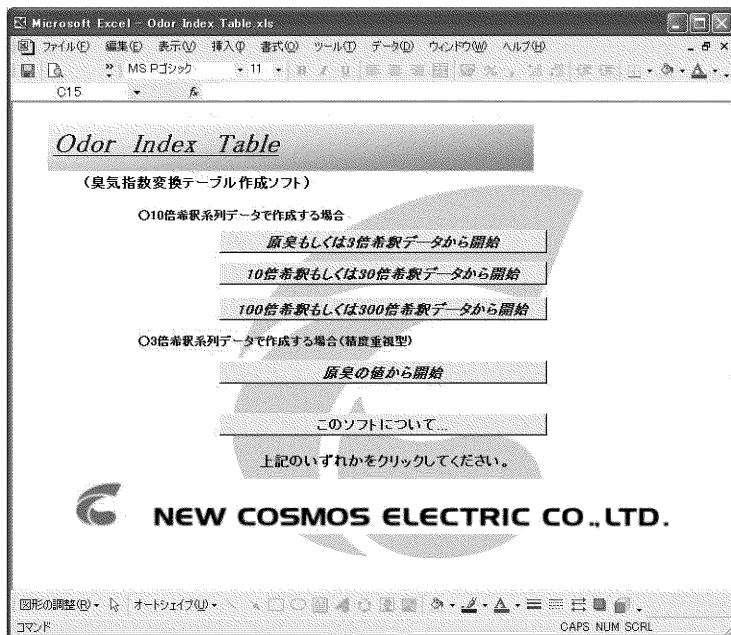 Microsoft Excel - Odor Index Table.xls
ファイル(F) 編集(E) 表示(V) 挿入(I) 書式(O) ツール(T) データ(D) ウィンドウ(W) ヘルプ(H)
MS Pゴシック 11 B I U
C15 fx
Odor Index Table
（臭気指数変換テーブル作成ソフト）
○10倍希釈系列データで作成する場合
原臭もしくは3倍希釈データから開始
10倍希釈もしくは30倍希釈データから開始
100倍希釈もしくは300倍希釈データから開始
○3倍希釈系列データで作成する場合(精度重視型)
原臭の値から開始
このソフトについて...
上記のいずれかをクリックしてください。
NEW COSMOS ELECTRIC CO.,LTD.
図形の調整(R) オートシェイプ(U)
コマンド CAPS NUM SCRL